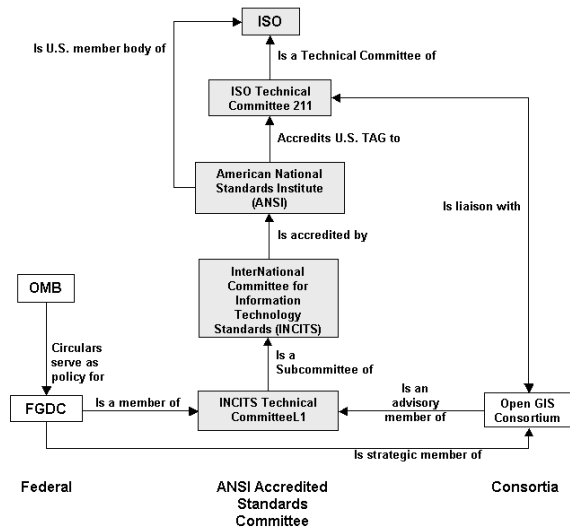 ISO
Is U.S. member body of
Is a Technical Committee of
ISO Technical
Committee 211
Accredits U.S. TAG to
American National
Standards Institute
(ANSI)
Is liaison with
Is accredited by
InterNational
Committee for
Information
Technology
Standards (INCITS)
OMB
Circulars
serve as
policy for
Is a
Subcommittee of
FGDC
Is a member of
INCITS Technical
CommitteeL1
Is an
advisory
member of
Open GIS
Consortium
Is strategic member of
Federal
ANSI Accredited
Standards
Committee
Consortia